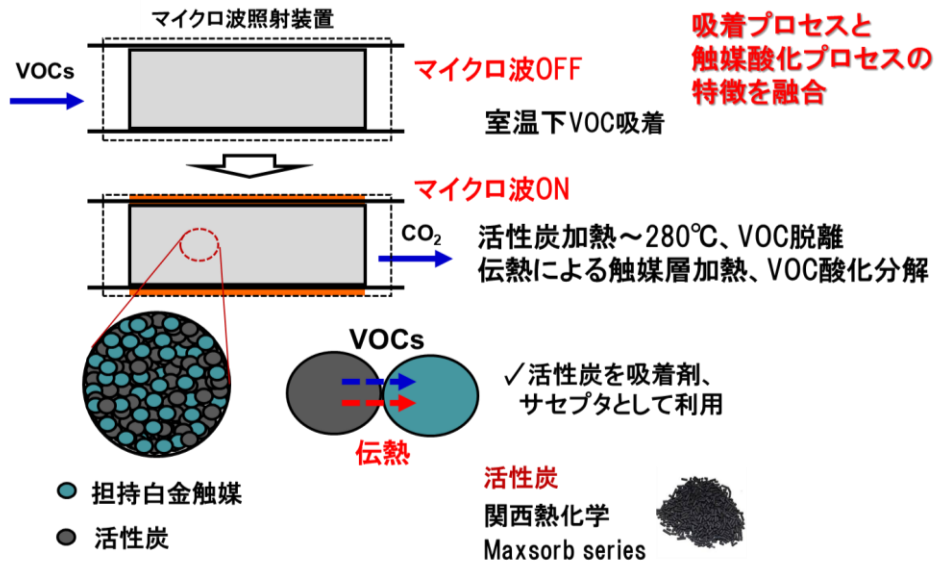 マイクロ波照射装置
吸着プロセスと
触媒酸化プロセスの
特徴を融合
VOCs
マイクロ波OFF
室温下VOC吸着
マイクロ波ON
CO₂
活性炭加熱～280℃、VOC脱離
伝熱による触媒層加熱、VOC酸化分解
VOCs
伝熱
✓活性炭を吸着剤、
サセプタとして利用
担持白金触媒
活性炭
活性炭
関西熱化学
Maxsorb series